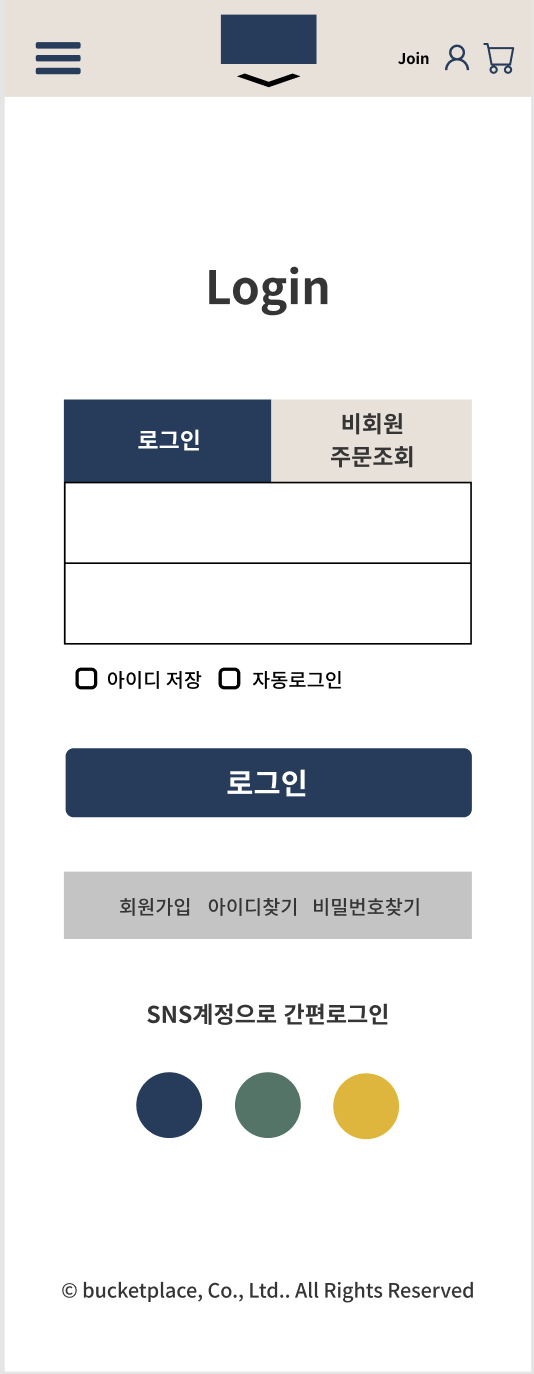 Join
Login
로그인
비회원
주문조회
아이디 저장 자동로그인
로그인
회원가입 아이디찾기 비밀번호찾기
SNS계정으로 간편로그인
© bucketplace, Co., Ltd.. All Rights Reserved